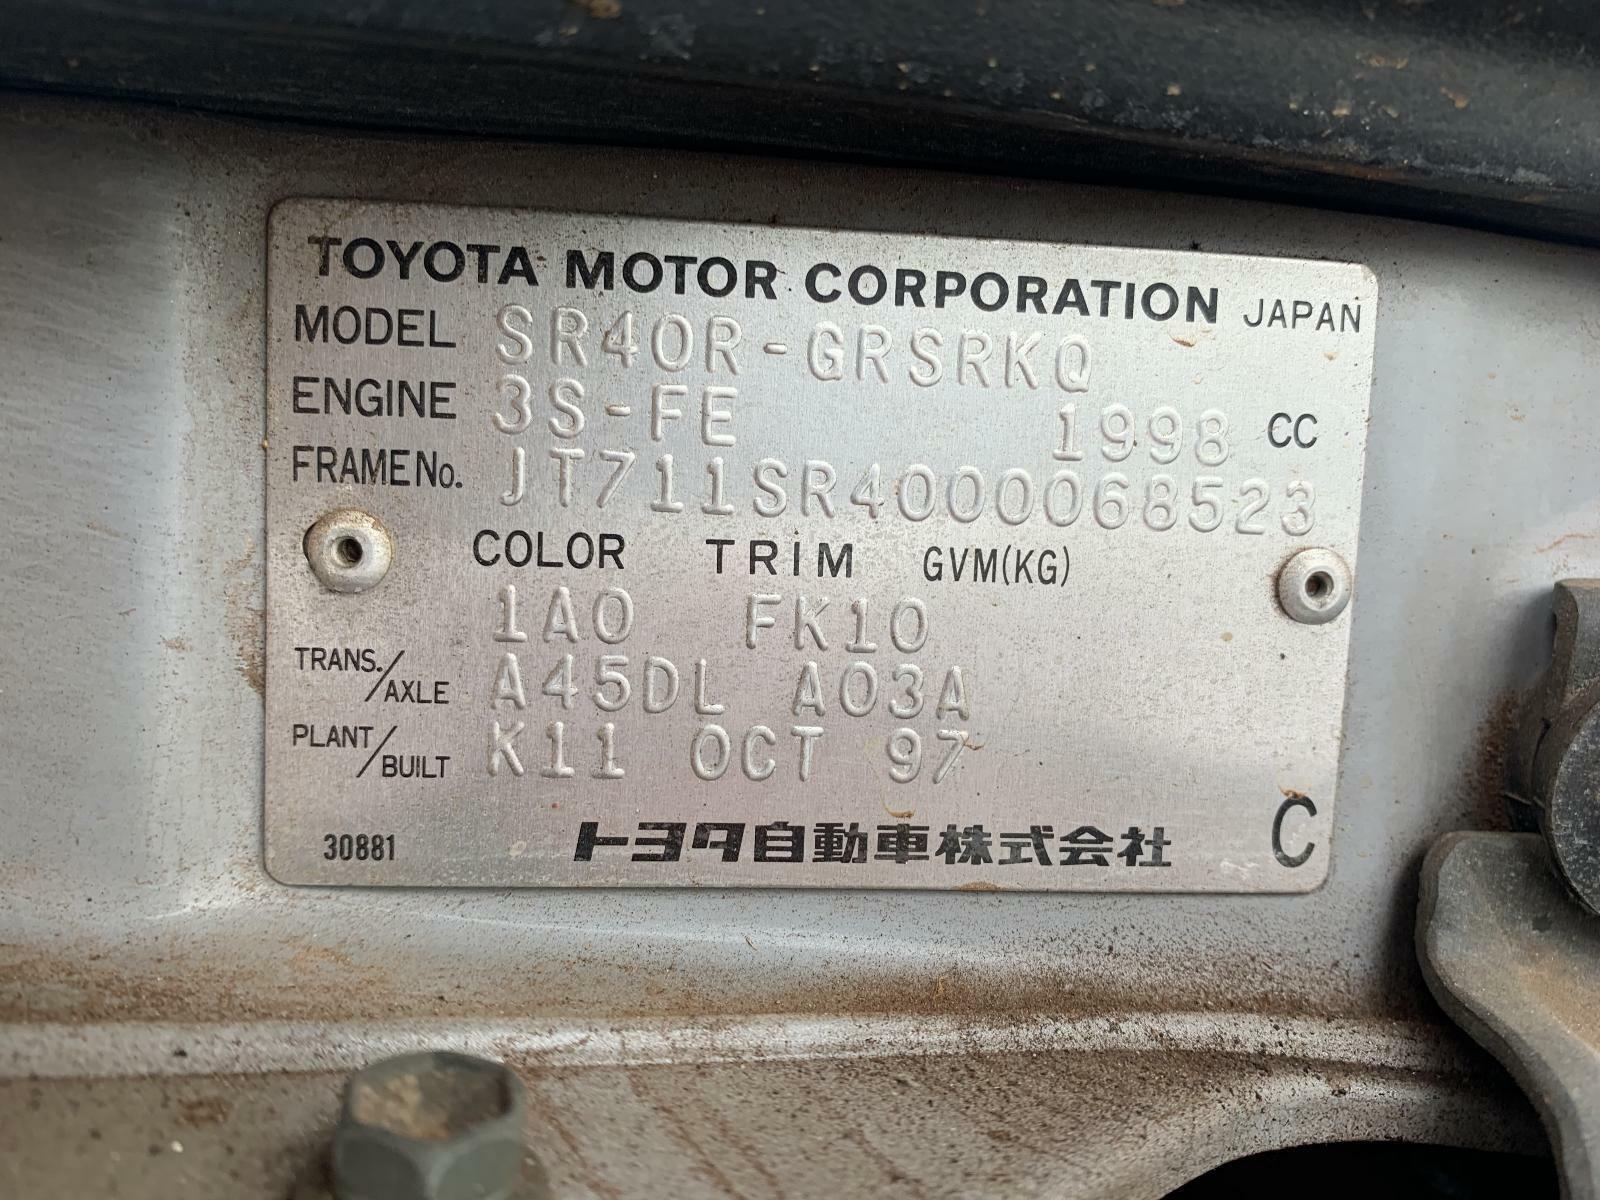 TOYOTA MOTOR CORPORATION JAPAN
MODEL SR40R-GRSRKQ
ENGINE 3S-FE 1998 CC
FRAME No. JT711SR4000068523
COLOR TRIM GVM(KG)
1A0 FK10
TRANS./AXLE A45DL A03A
PLANT/BUILT K11 OCT 97
30881 トヨタ自動車株式会社 C